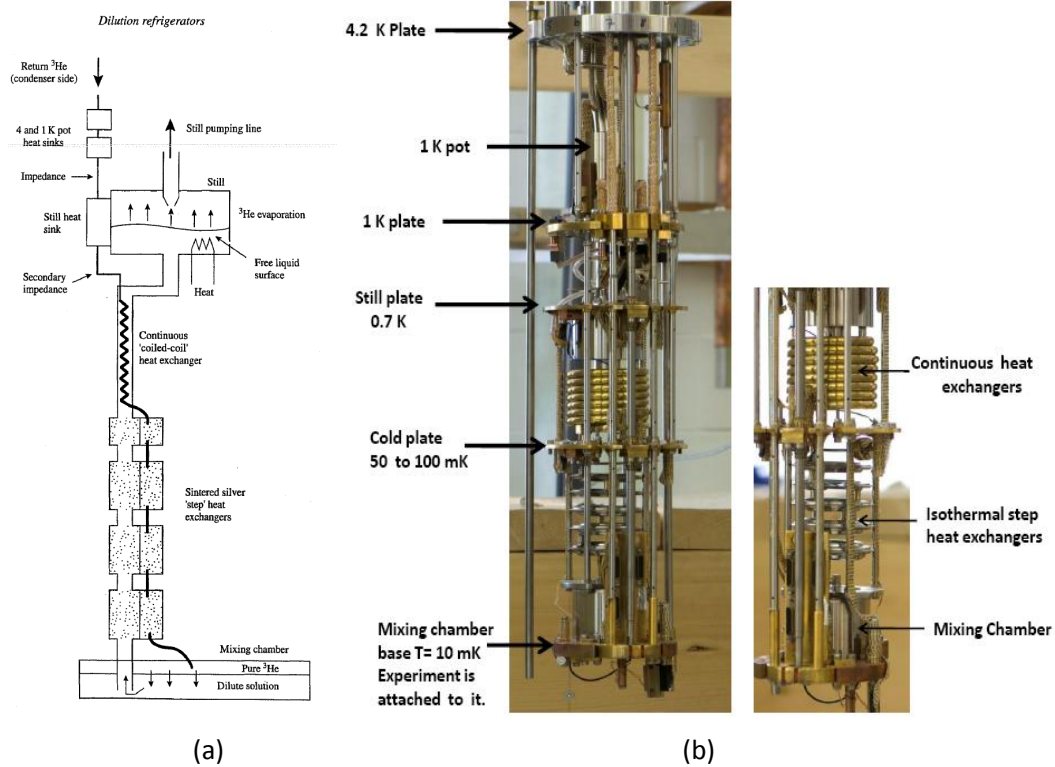 Dilution refrigerators
Return ³He
(condenser side)
4 and 1 K pot
heat sinks
Impedance
Still heat
sink
Secondary
impedance
Still pumping line
Still
³He evaporation
Free liquid
surface
Heat
Continuous
'coiled-coil'
heat exchanger
Sintered silver
'step' heat
exchangers
Mixing chamber
Pure ³He
Dilute solution
(a)
4.2 K Plate
1 K pot
1 K plate
Still plate
0.7 K
Cold plate
50 to 100 mK
Mixing chamber
base T= 10 mK
Experiment is
attached to it.
Continuous heat
exchangers
Isothermal step
heat exchangers
Mixing Chamber
(b)